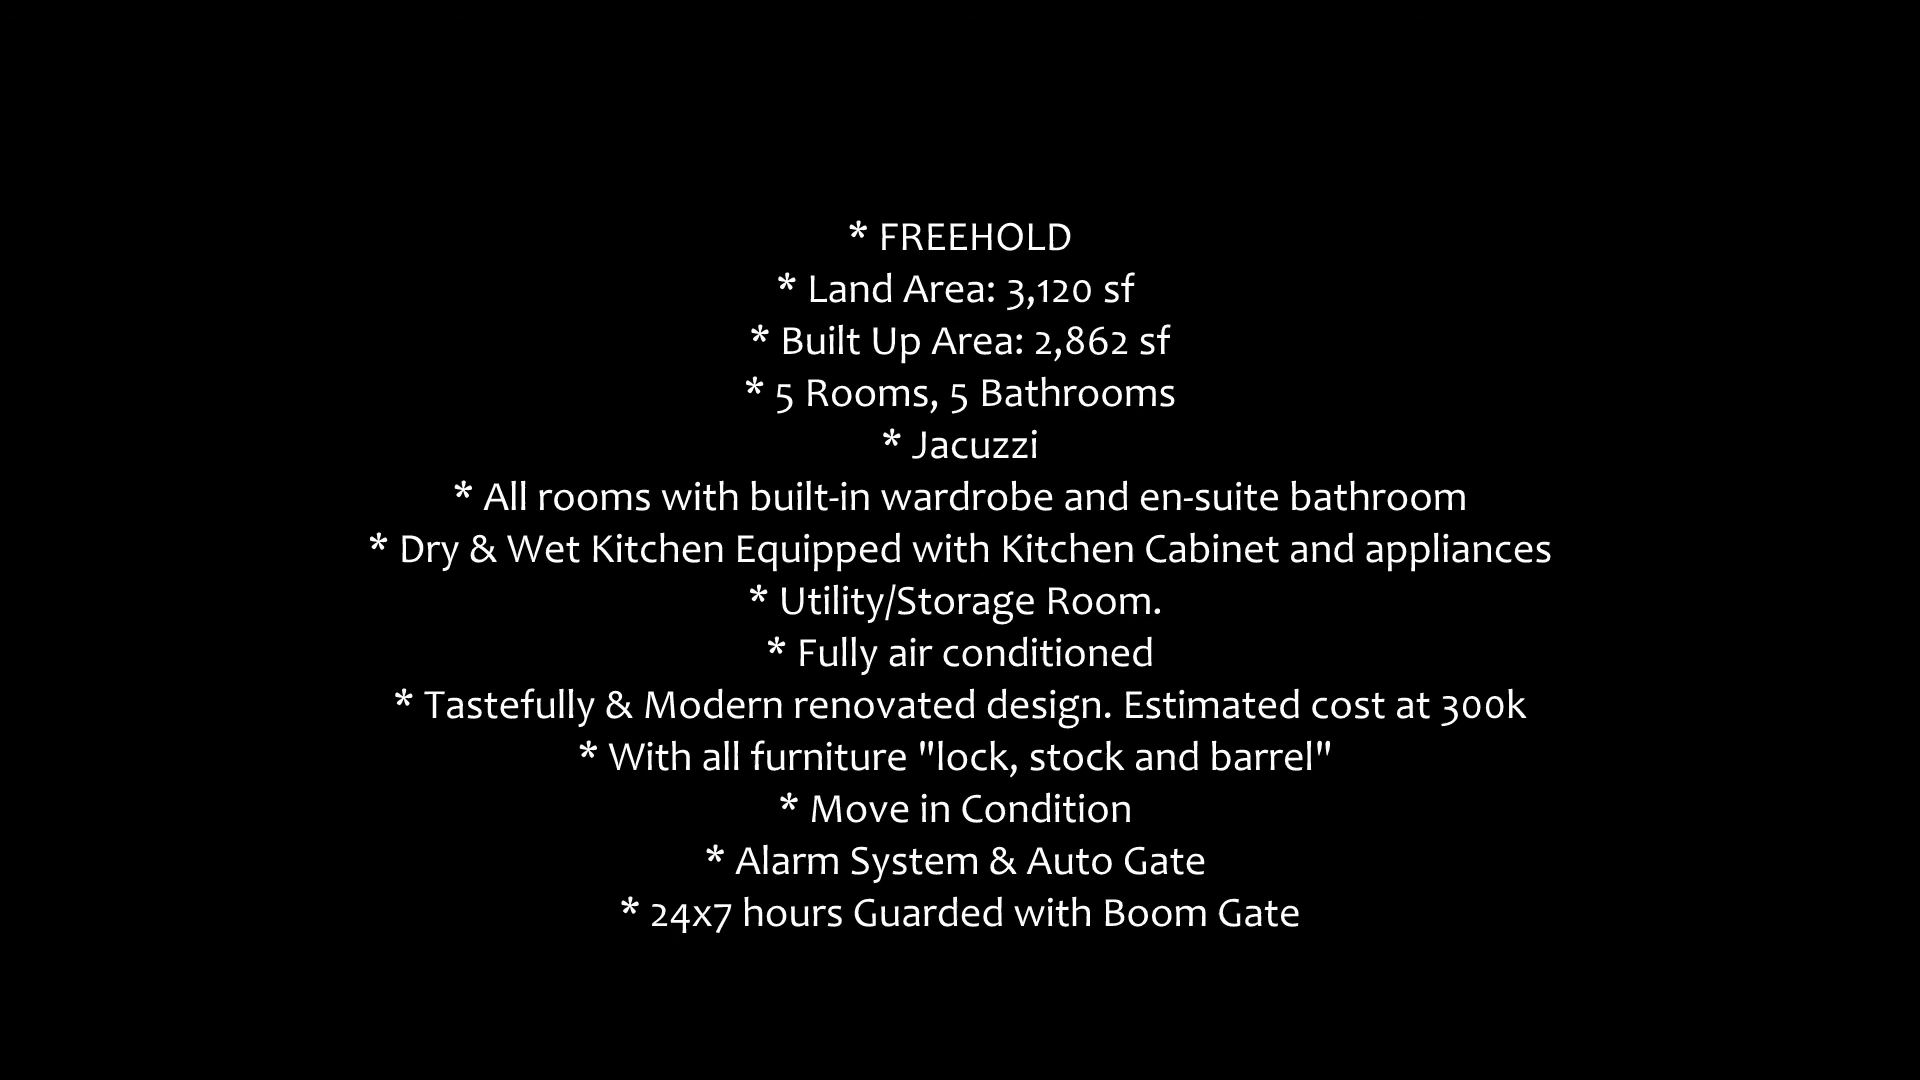 * FREEHOLD
* Land Area: 3,120 sf
* Built Up Area: 2,862 sf
* 5 Rooms, 5 Bathrooms
* Jacuzzi
* All rooms with built-in wardrobe and en-suite bathroom
* Dry & Wet Kitchen Equipped with Kitchen Cabinet and appliances
* Utility/Storage Room.
* Fully air conditioned
* Tastefully & Modern renovated design. Estimated cost at 300k
* With all furniture "lock, stock and barrel"
* Move in Condition
* Alarm System & Auto Gate
* 24x7 hours Guarded with Boom Gate